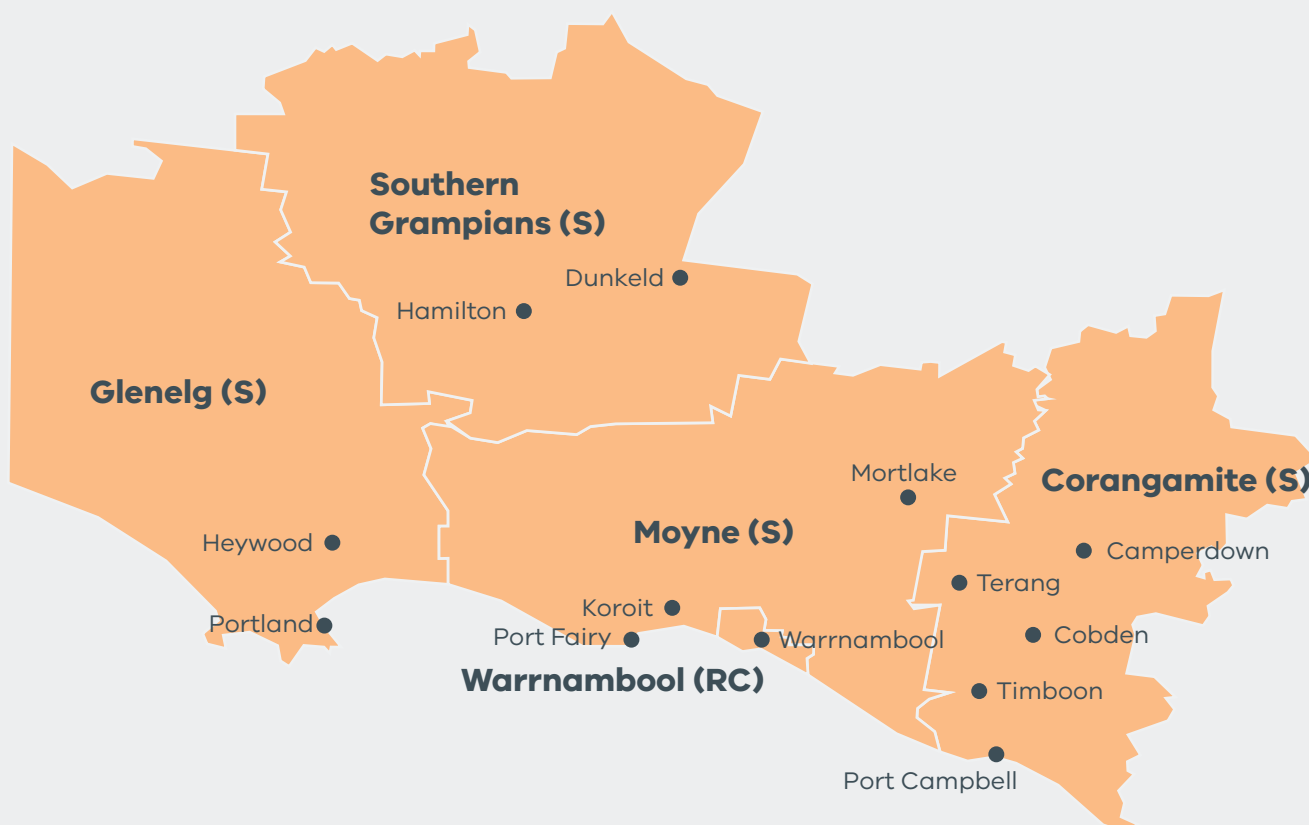 Southern
Grampians (S)
Dunkeld
Hamilton
Glenelg (S)
Mortlake
Corangamite (S)
Moyne (S)
Heywood
Camperdown
Terang
Koroit
Portland
Port Fairy
Warrnambool
Cobden
Warrnambool (RC)
Timboon
Port Campbell